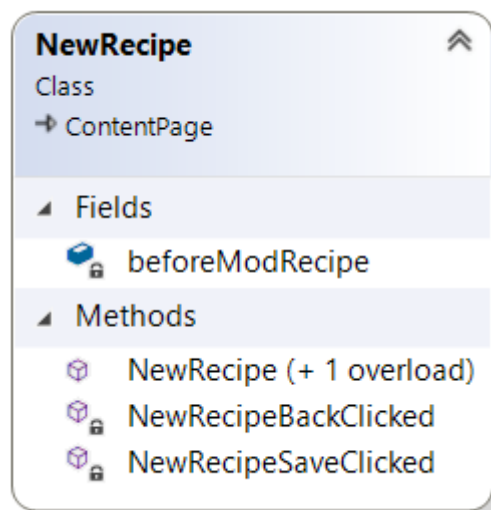 NewRecipe
Class
ContentPage
Fields
beforeModRecipe
Methods
NewRecipe (+ 1 overload)
NewRecipeBackClicked
NewRecipeSaveClicked